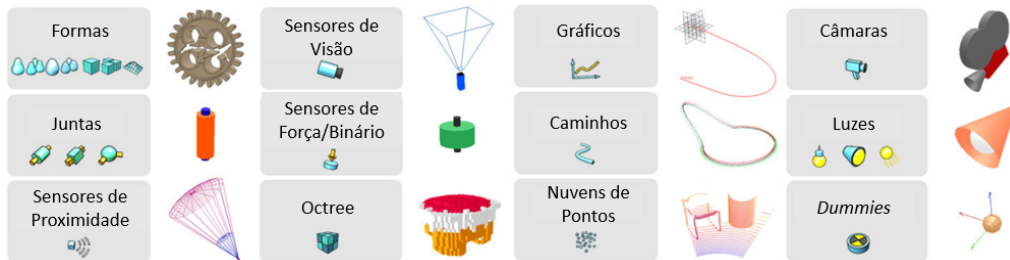 Formas
Sensores de
Visão
Gráficos
Câmaras
Juntas
Sensores de
Força/Binário
Caminhos
Luzes
Sensores de
Proximidade
Octree
Nuvens de
Pontos
Dummies